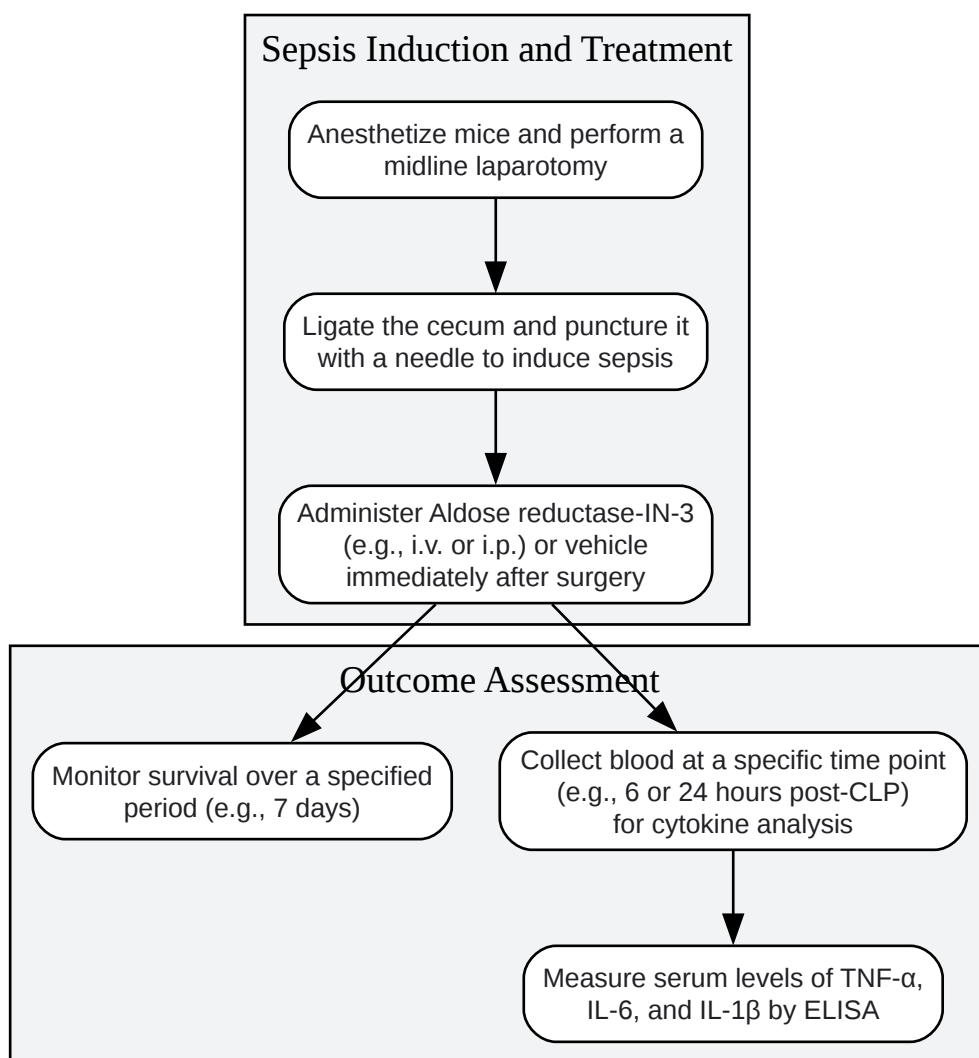 Sepsis Induction and Treatment
Anesthetize mice and perform a
midline laparotomy
Ligate the cecum and puncture it
with a needle to induce sepsis
Administer Aldose reductase-IN-3
(e.g., i.v. or i.p.) or vehicle
immediately after surgery
Outcome Assessment
Monitor survival over a specified
period (e.g., 7 days)
Collect blood at a specific time point
(e.g., 6 or 24 hours post-CLP)
for cytokine analysis
Measure serum levels of TNF-α,
IL-6, and IL-1β by ELISA